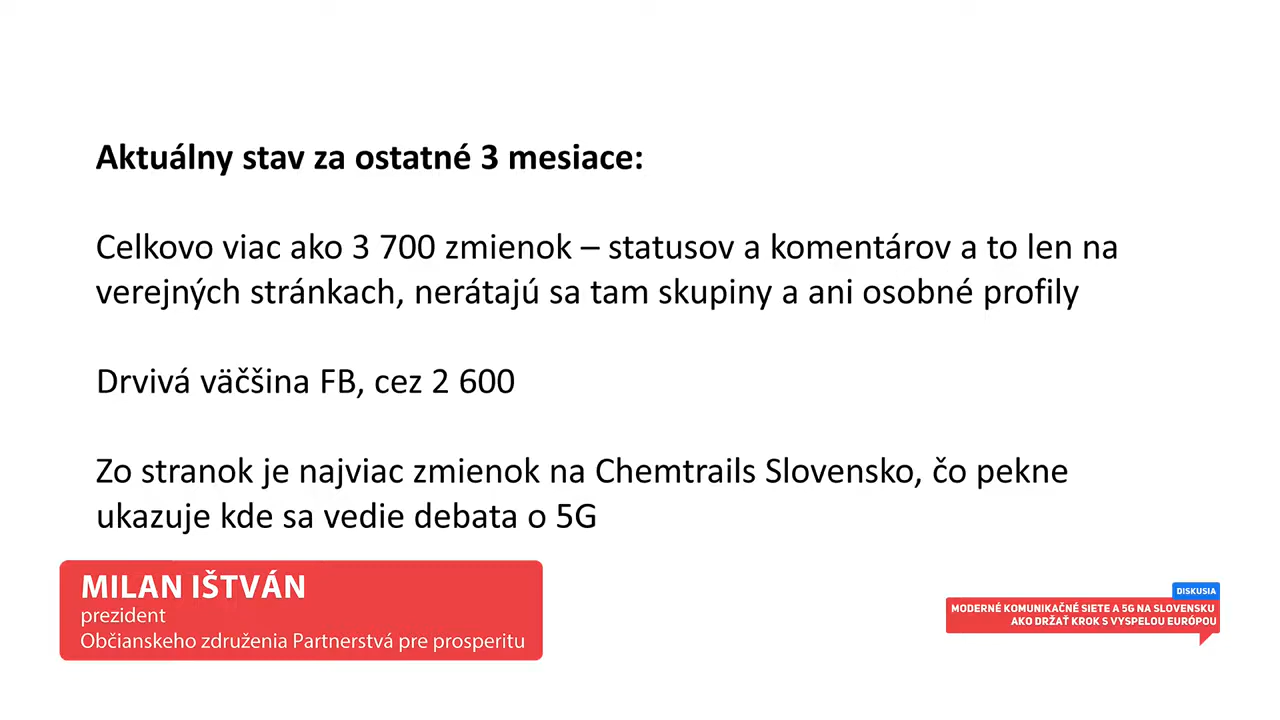 Aktuálny stav za ostatné 3 mesiace:
Celkovo viac ako 3 700 zmienok – statusov a komentárov a to len na
verejných stránkach, nerátajú sa tam skupiny a ani osobné profily
Drvivá väčšina FB, cez 2 600
Zo stranok je najviac zmienok na Chemtrails Slovensko, čo pekne
ukazuje kde sa vedie debata o 5G
MILAN IŠTVÁN
prezident
Občianskeho združenia Partnerstvá pre prosperitu
DISKUSIA
MODERNÉ KOMUNIKAČNÉ SIETE A 5G NA SLOVENSKU
AKO DRŽAŤ KROK S VYSPELOU EURÓPOU